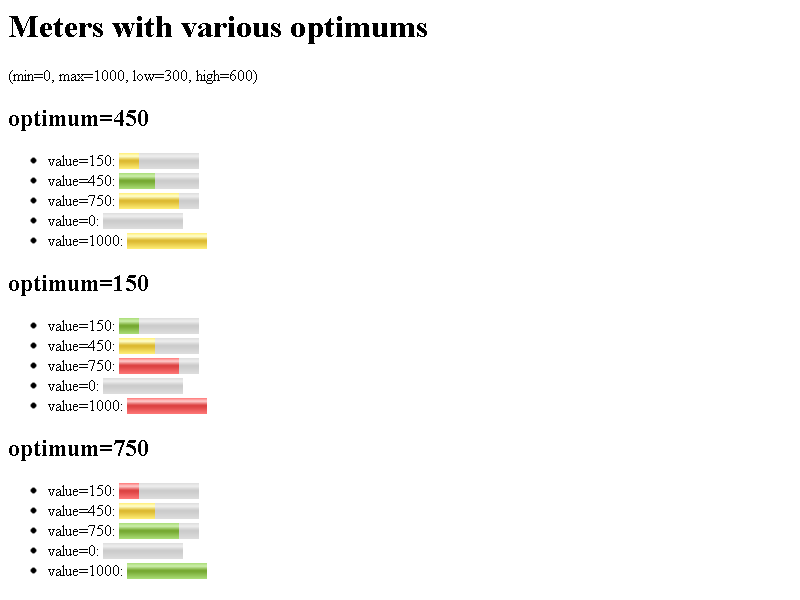 Meters with various optimums
(min=0, max=1000, low=300, high=600)
optimum=450
value=150:
value=450:
value=750:
value=0:
value=1000:
optimum=150
value=150:
value=450:
value=750:
value=0:
value=1000:
optimum=750
value=150:
value=450:
value=750:
value=0:
value=1000: